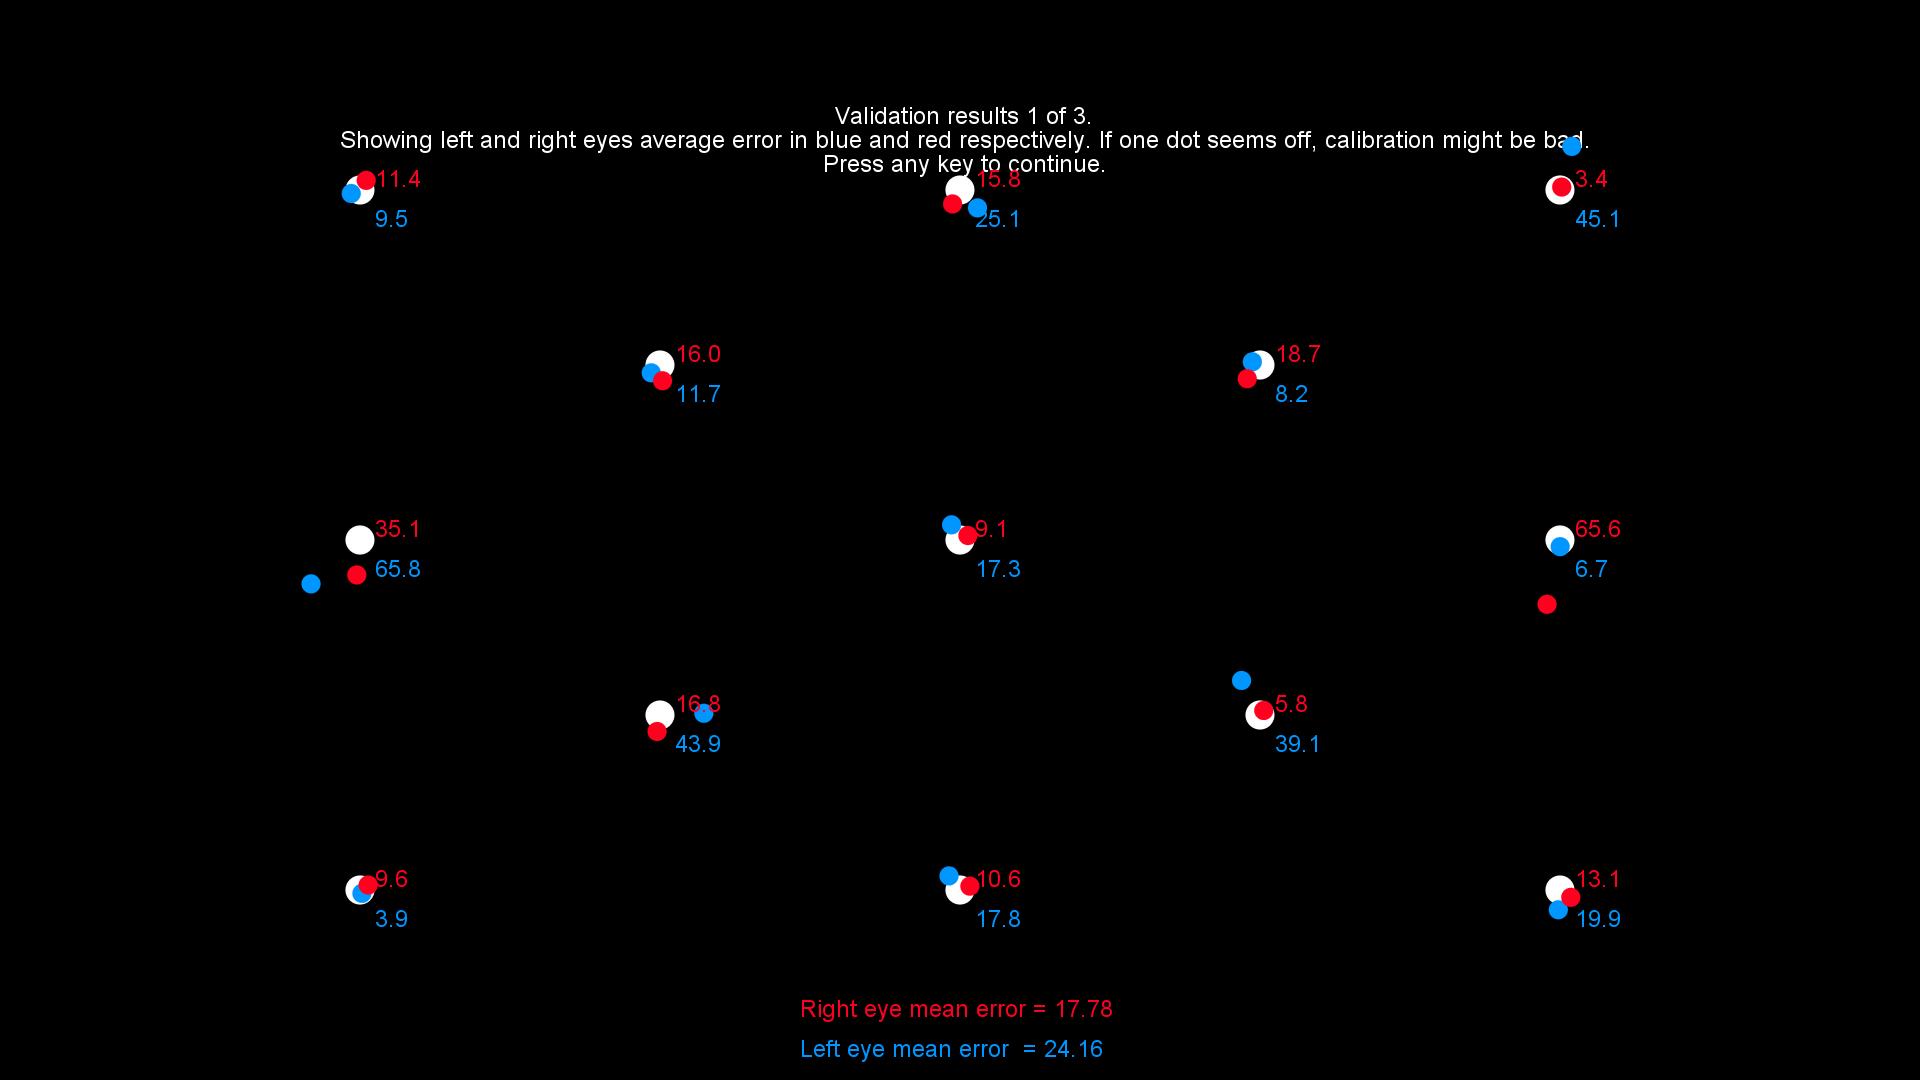 Validation results 1 of 3.
Showing left and right eyes average error in blue and red respectively. If one dot seems off, calibration might be bad.
Press any key to continue.
11.4 15.8 3.4
9.5 25.1 45.1
16.0 18.7
11.7 8.2
35.1 9.1 65.6
65.8 17.3 6.7
16.8 5.8
43.9 39.1
9.6 10.6 13.1
3.9 17.8 19.9
Right eye mean error = 17.78
Left eye mean error  = 24.16